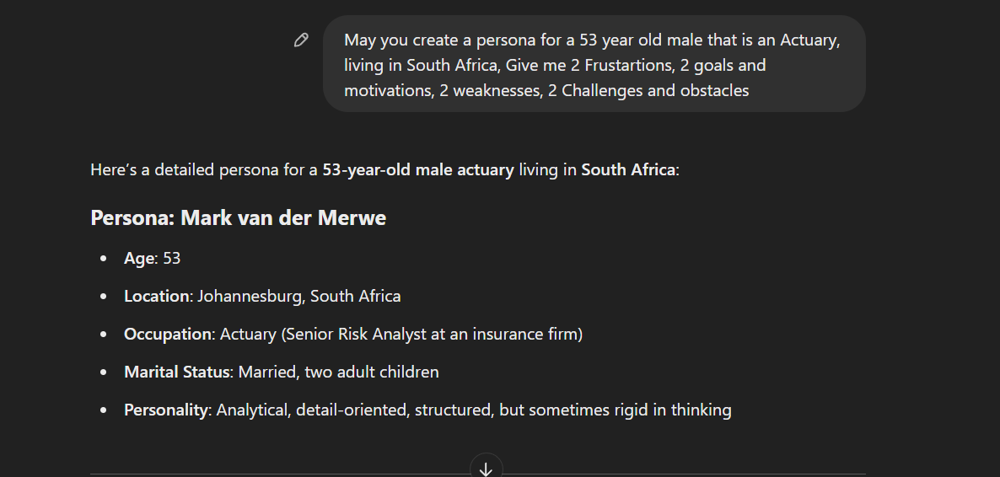 May you create a persona for a 53 year old male that is an Actuary,
living in South Africa, Give me 2 Frustartions, 2 goals and
motivations, 2 weaknesses, 2 Challenges and obstacles
Here’s a detailed persona for a 53-year-old male actuary living in South Africa:
Persona: Mark van der Merwe
• Age: 53
• Location: Johannesburg, South Africa
• Occupation: Actuary (Senior Risk Analyst at an insurance firm)
• Marital Status: Married, two adult children
• Personality: Analytical, detail-oriented, structured, but sometimes rigid in thinking